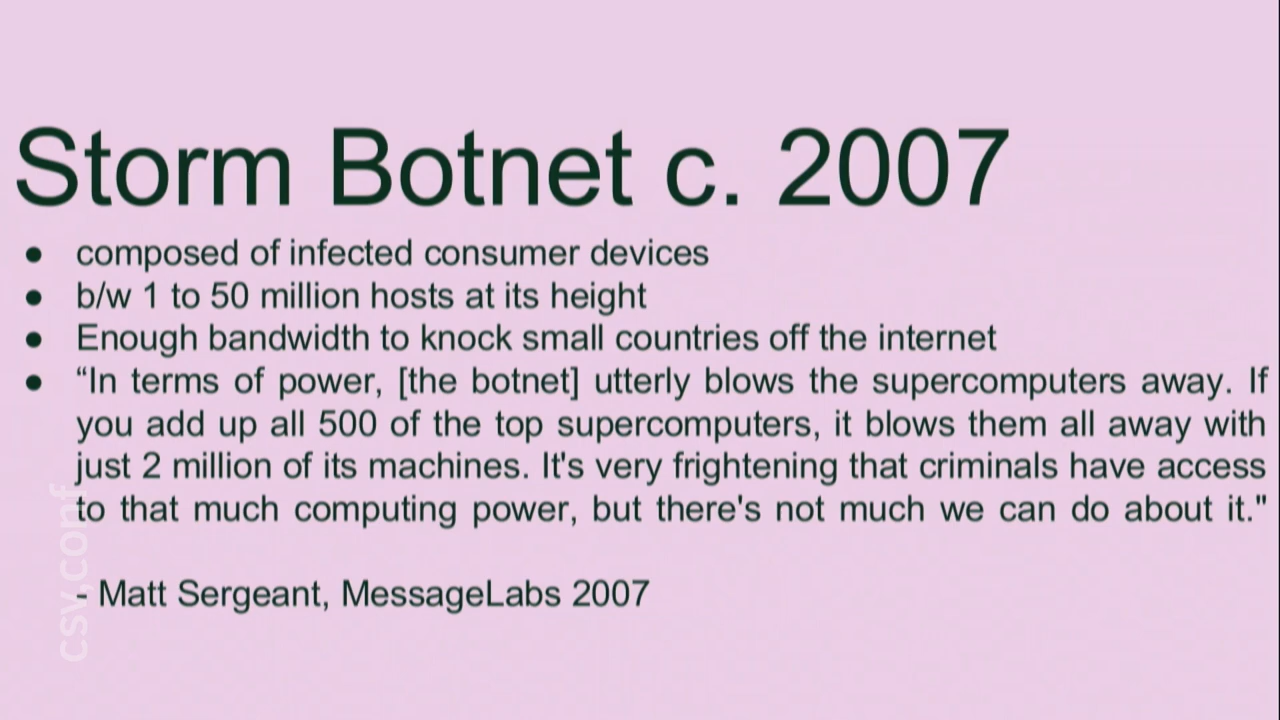 Storm Botnet c. 2007
● composed of infected consumer devices
● b/w 1 to 50 million hosts at its height
● Enough bandwidth to knock small countries off the internet
● “In terms of power, [the botnet] utterly blows the supercomputers away. If
you add up all 500 of the top supercomputers, it blows them all away with
just 2 million of its machines. It's very frightening that criminals have access
to that much computing power, but there's not much we can do about it."
- Matt Sergeant, MessageLabs 2007
csv,conf